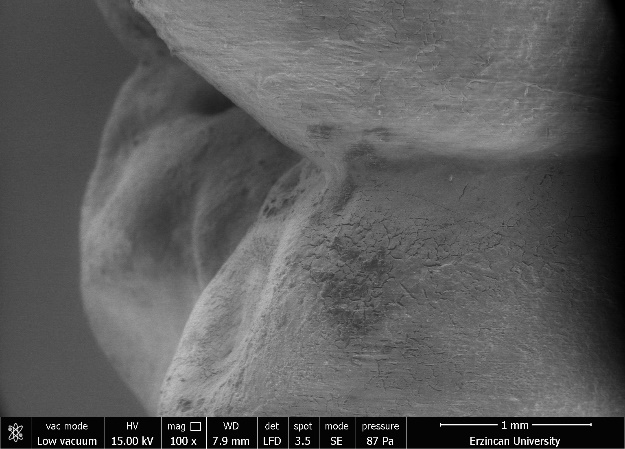 vac mode HV mag WD det spot mode pressure 1 mm
Low vacuum 15.00 kV 100 x 7.9 mm LFD 3.5 SE 87 Pa Erzincan University